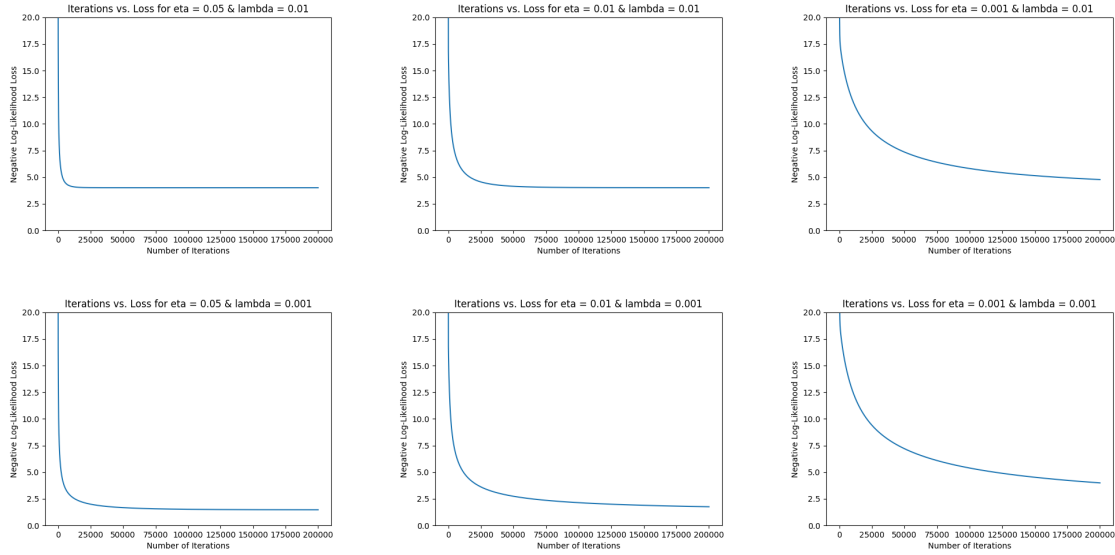 Iterations vs. Loss for eta = 0.05 & lambda = 0.01
20.0
17.5
15.0
12.5
10.0
7.5
5.0
2.5
0.0
Negative Log-Likelihood Loss
0 25000 50000 75000 100000 125000 150000 175000 200000
Number of Iterations
Iterations vs. Loss for eta = 0.01 & lambda = 0.01
20.0
17.5
15.0
12.5
10.0
7.5
5.0
2.5
0.0
Negative Log-Likelihood Loss
0 25000 50000 75000 100000 125000 150000 175000 200000
Number of Iterations
Iterations vs. Loss for eta = 0.001 & lambda = 0.01
20.0
17.5
15.0
12.5
10.0
7.5
5.0
2.5
0.0
Negative Log-Likelihood Loss
0 25000 50000 75000 100000 125000 150000 175000 200000
Number of Iterations
Iterations vs. Loss for eta = 0.05 & lambda = 0.001
20.0
17.5
15.0
12.5
10.0
7.5
5.0
2.5
0.0
Negative Log-Likelihood Loss
0 25000 50000 75000 100000 125000 150000 175000 200000
Number of Iterations
Iterations vs. Loss for eta = 0.01 & lambda = 0.001
20.0
17.5
15.0
12.5
10.0
7.5
5.0
2.5
0.0
Negative Log-Likelihood Loss
0 25000 50000 75000 100000 125000 150000 175000 200000
Number of Iterations
Iterations vs. Loss for eta = 0.001 & lambda = 0.001
20.0
17.5
15.0
12.5
10.0
7.5
5.0
2.5
0.0
Negative Log-Likelihood Loss
0 25000 50000 75000 100000 125000 150000 175000 200000
Number of Iterations